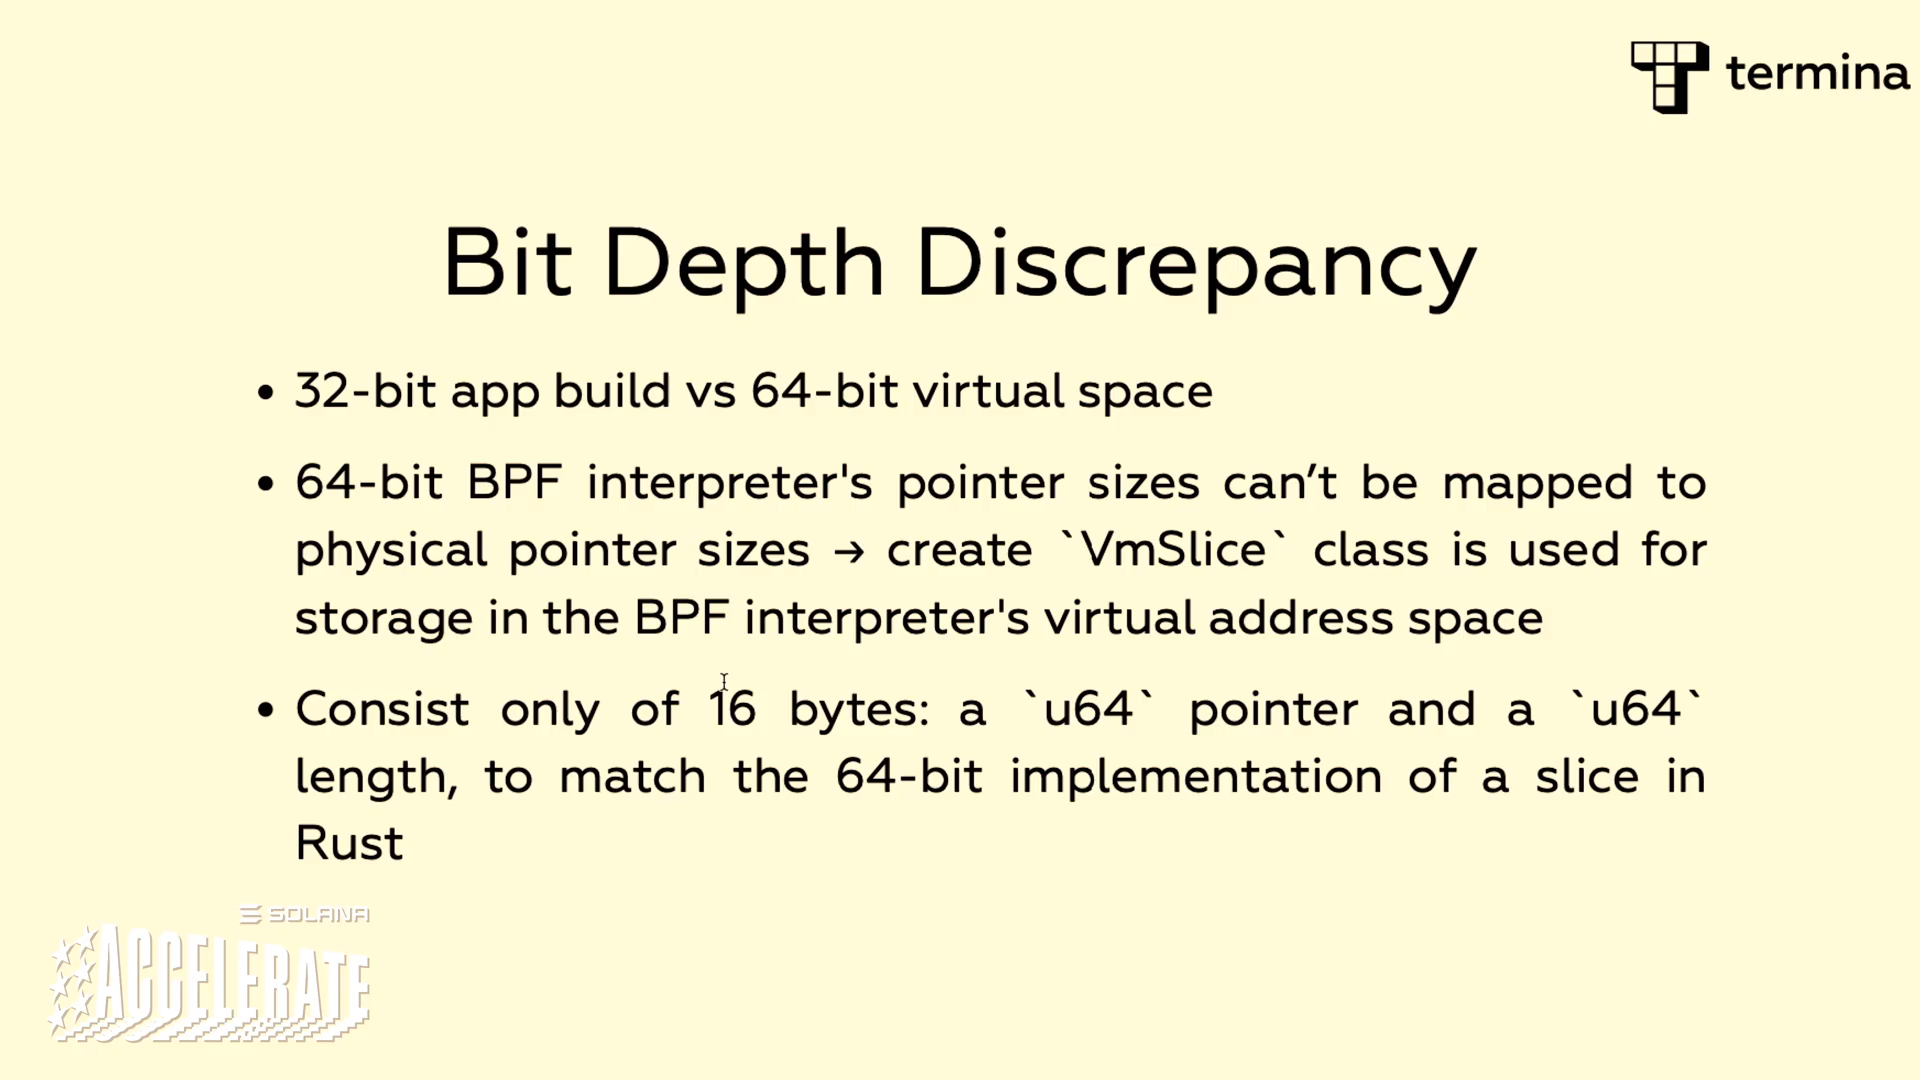 termina
Bit Depth Discrepancy
• 32-bit app build vs 64-bit virtual space
• 64-bit BPF interpreter's pointer sizes can’t be mapped to
physical pointer sizes → create `VmSlice` class is used for
storage in the BPF interpreter's virtual address space
• Consist only of 16 bytes: a `u64` pointer and a `u64`
length, to match the 64-bit implementation of a slice in
Rust
SOLANA
ACCELERATE